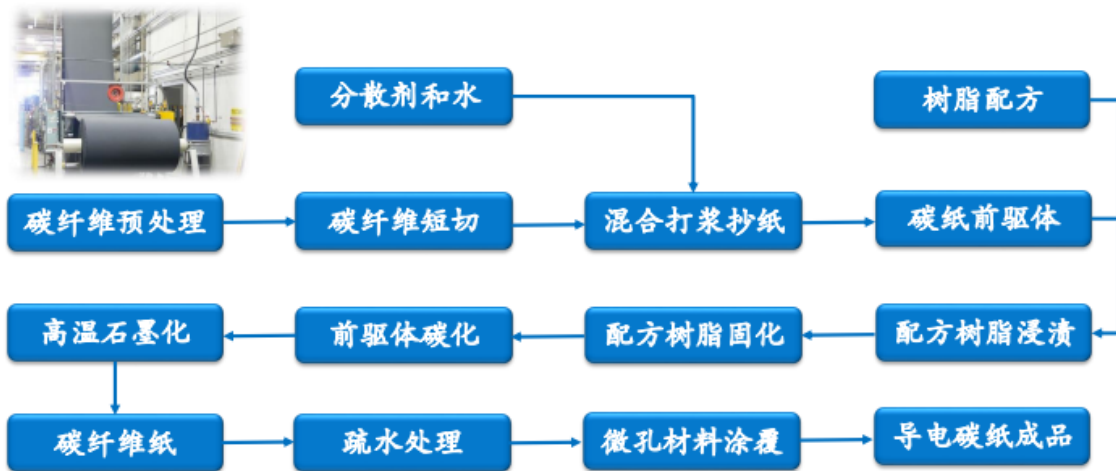 分散剂和水
树脂配方
碳纤维预处理
碳纤维短切
混合打浆抄纸
碳纸前驱体
高温石墨化
前驱体碳化
配方树脂固化
配方树脂浸渍
碳纤维纸
疏水处理
微孔材料涂覆
导电碳纸成品